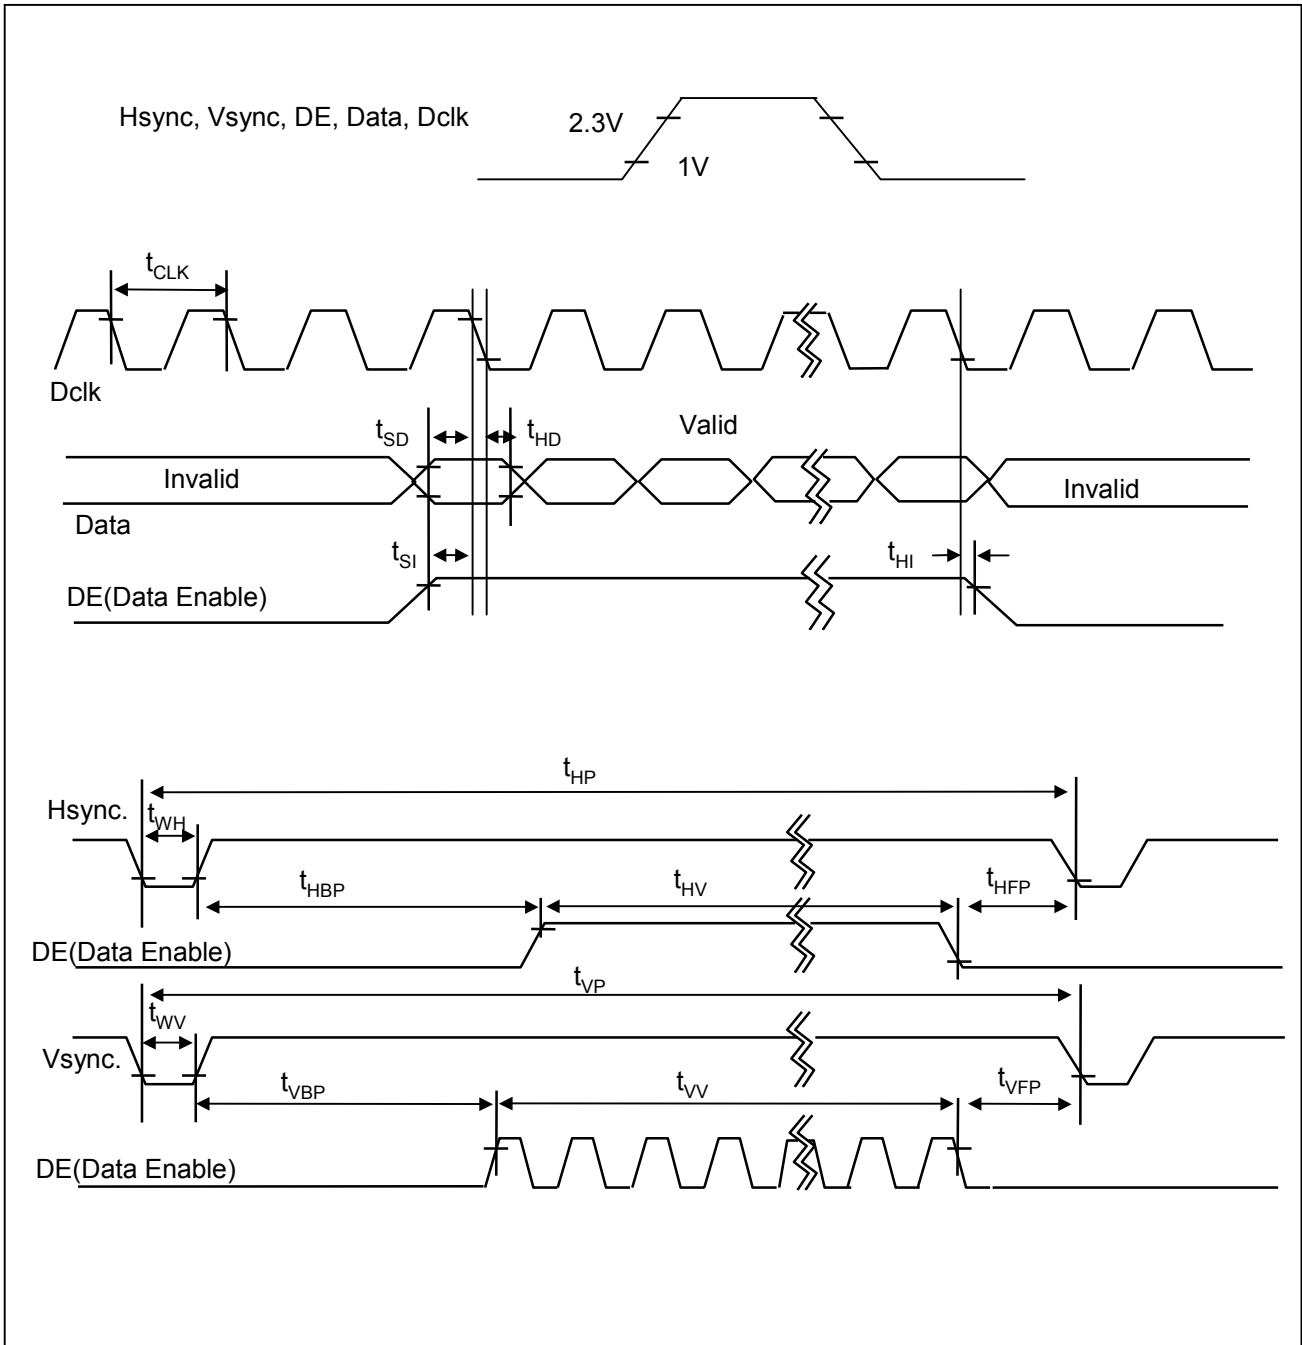 Hsync, Vsync, DE, Data, Dclk
2.3V
1V
tCLK
Dclk
tSD
tHD
Valid
Invalid
Invalid
Data
tSI
tHI
DE(Data Enable)
tHP
Hsync.
tWH
tHBP
tHV
tHFP
DE(Data Enable)
tVP
tWV
Vsync.
tVBP
tVV
tVFP
DE(Data Enable)